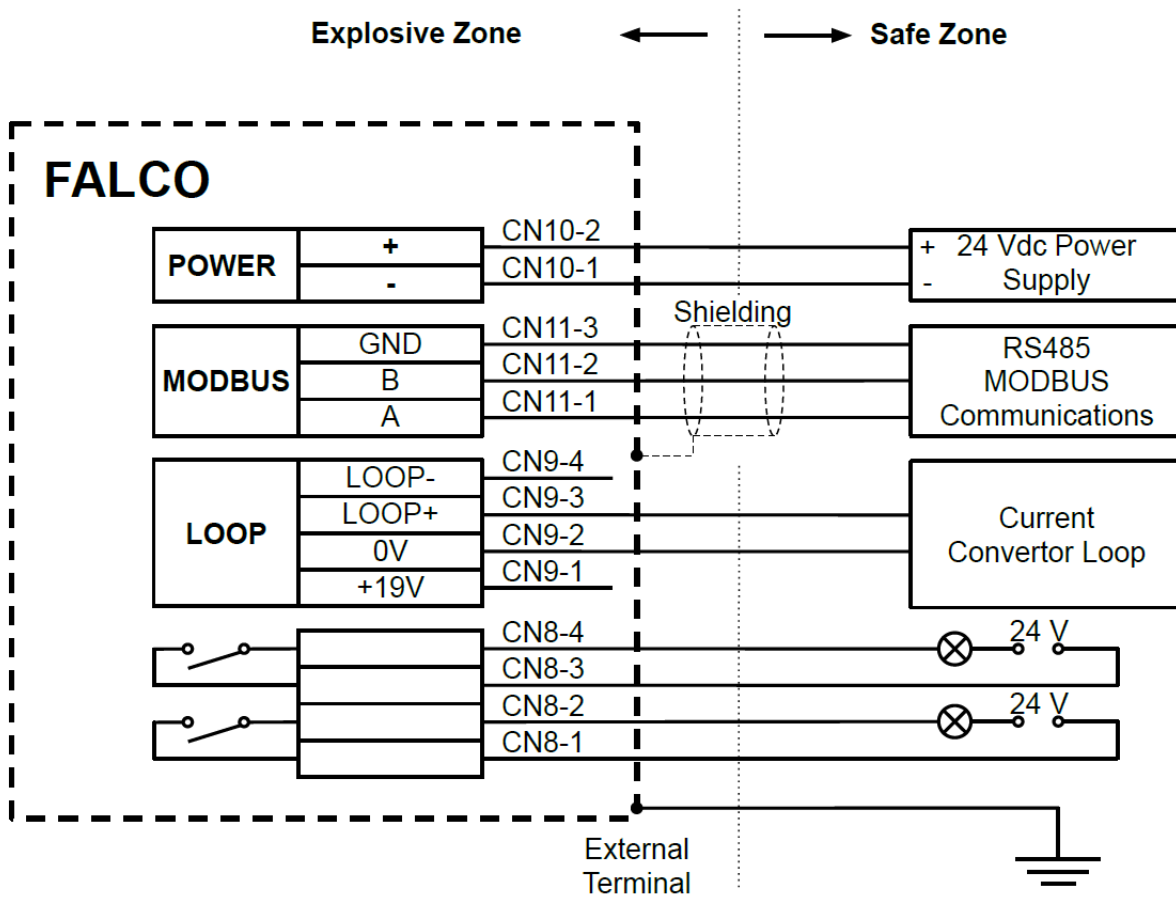 Explosive Zone
Safe Zone
FALCO
POWER
+
-
CN10-2
CN10-1
+ 24 Vdc Power
- Supply
Shielding
MODBUS
GND
B
A
CN11-3
CN11-2
CN11-1
RS485
MODBUS
Communications
LOOP
LOOP-
LOOP+
0V
+19V
CN9-4
CN9-3
CN9-2
CN9-1
Current
Convertor Loop
CN8-4
CN8-3
CN8-2
CN8-1
24 V
24 V
External
Terminal